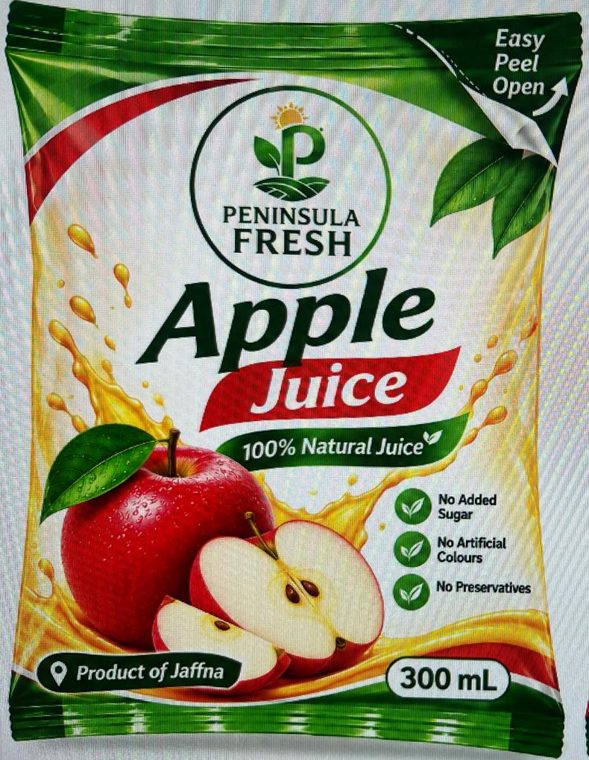 Easy
Peel
Open
P
PENINSULA
FRESH
Apple
Juice
100% Natural Juice
No Added
Sugar
No Artificial
Colours
No Preservatives
Product of Jaffna
300 mL